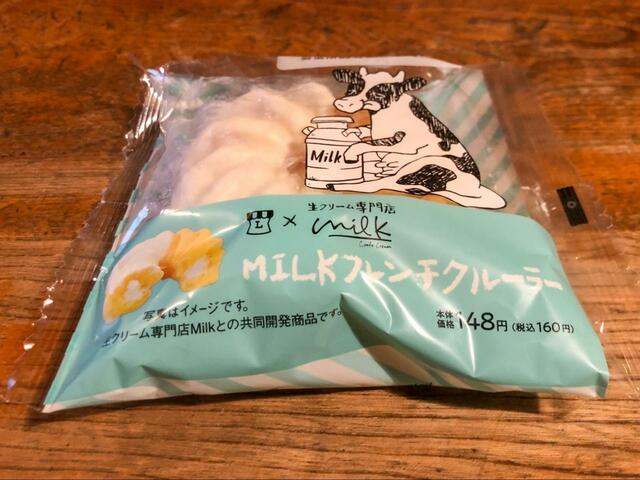 Milk
生クリーム専門店
L × milk
MILKフレンチクルーラー
写真はイメージです。
生クリーム専門店Milkとの共同開発商品です。
本体価格 148円(税込160円)